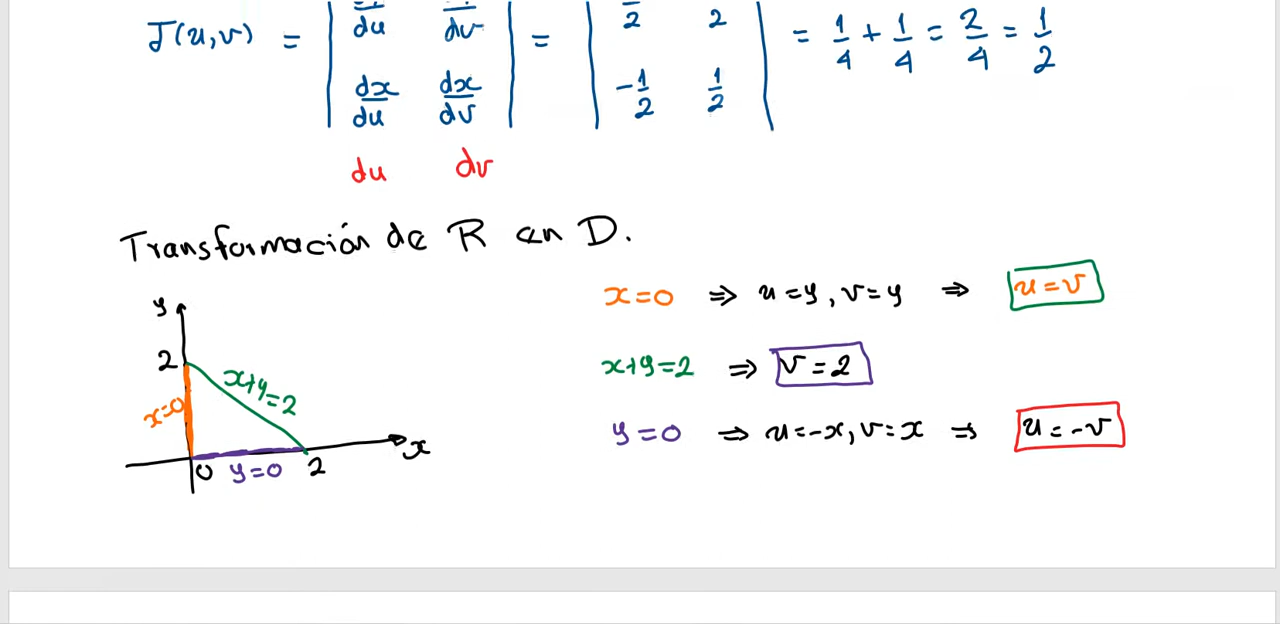 J(u,v) = | du dv | = | 2 2 | = 1/4 + 1/4 = 2/4 = 1/2
dx/du dx/dv -1/2 1/2
du dv
Transformación de R en D.
y
2
x+y=2
x=0
0 y=0 2 x
x=0 ⇒ u=y, v=y ⇒ u=v
x+y=2 ⇒ v=2
y=0 ⇒ u=-x, v=x ⇒ u=-v